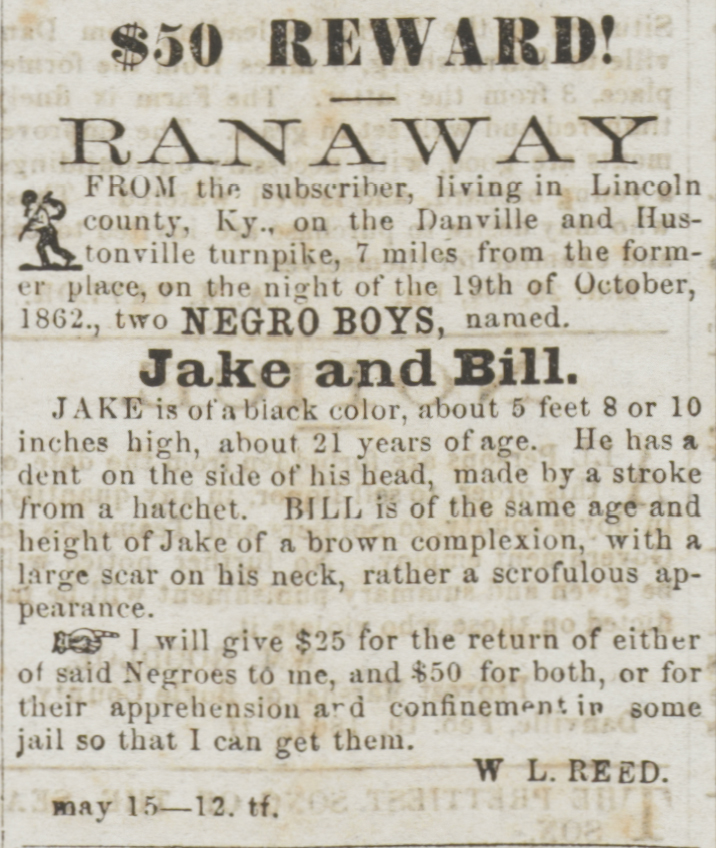 $50 REWARD!
RANAWAY
FROM the subscriber, living in Lincoln
county, Ky., on the Danville and Hus-
tonville turnpike, 7 miles from the form-
er place, on the night of the 19th of October,
1862., two NEGRO BOYS, named.
Jake and Bill.
JAKE is of a black color, about 5 feet 8 or 10
inches high, about 21 years of age. He has a
dent on the side of his head, made by a stroke
from a hatchet. BILL is of the same age and
height of Jake of a brown complexion, with a
large scar on his neck, rather a scrofulous ap-
pearance.
☞ I will give $25 for the return of either
of said Negroes to me, and $50 for both, or for
their apprehension and confinement in some
jail so that I can get them.
W L. REED.
may 15—12. tf.